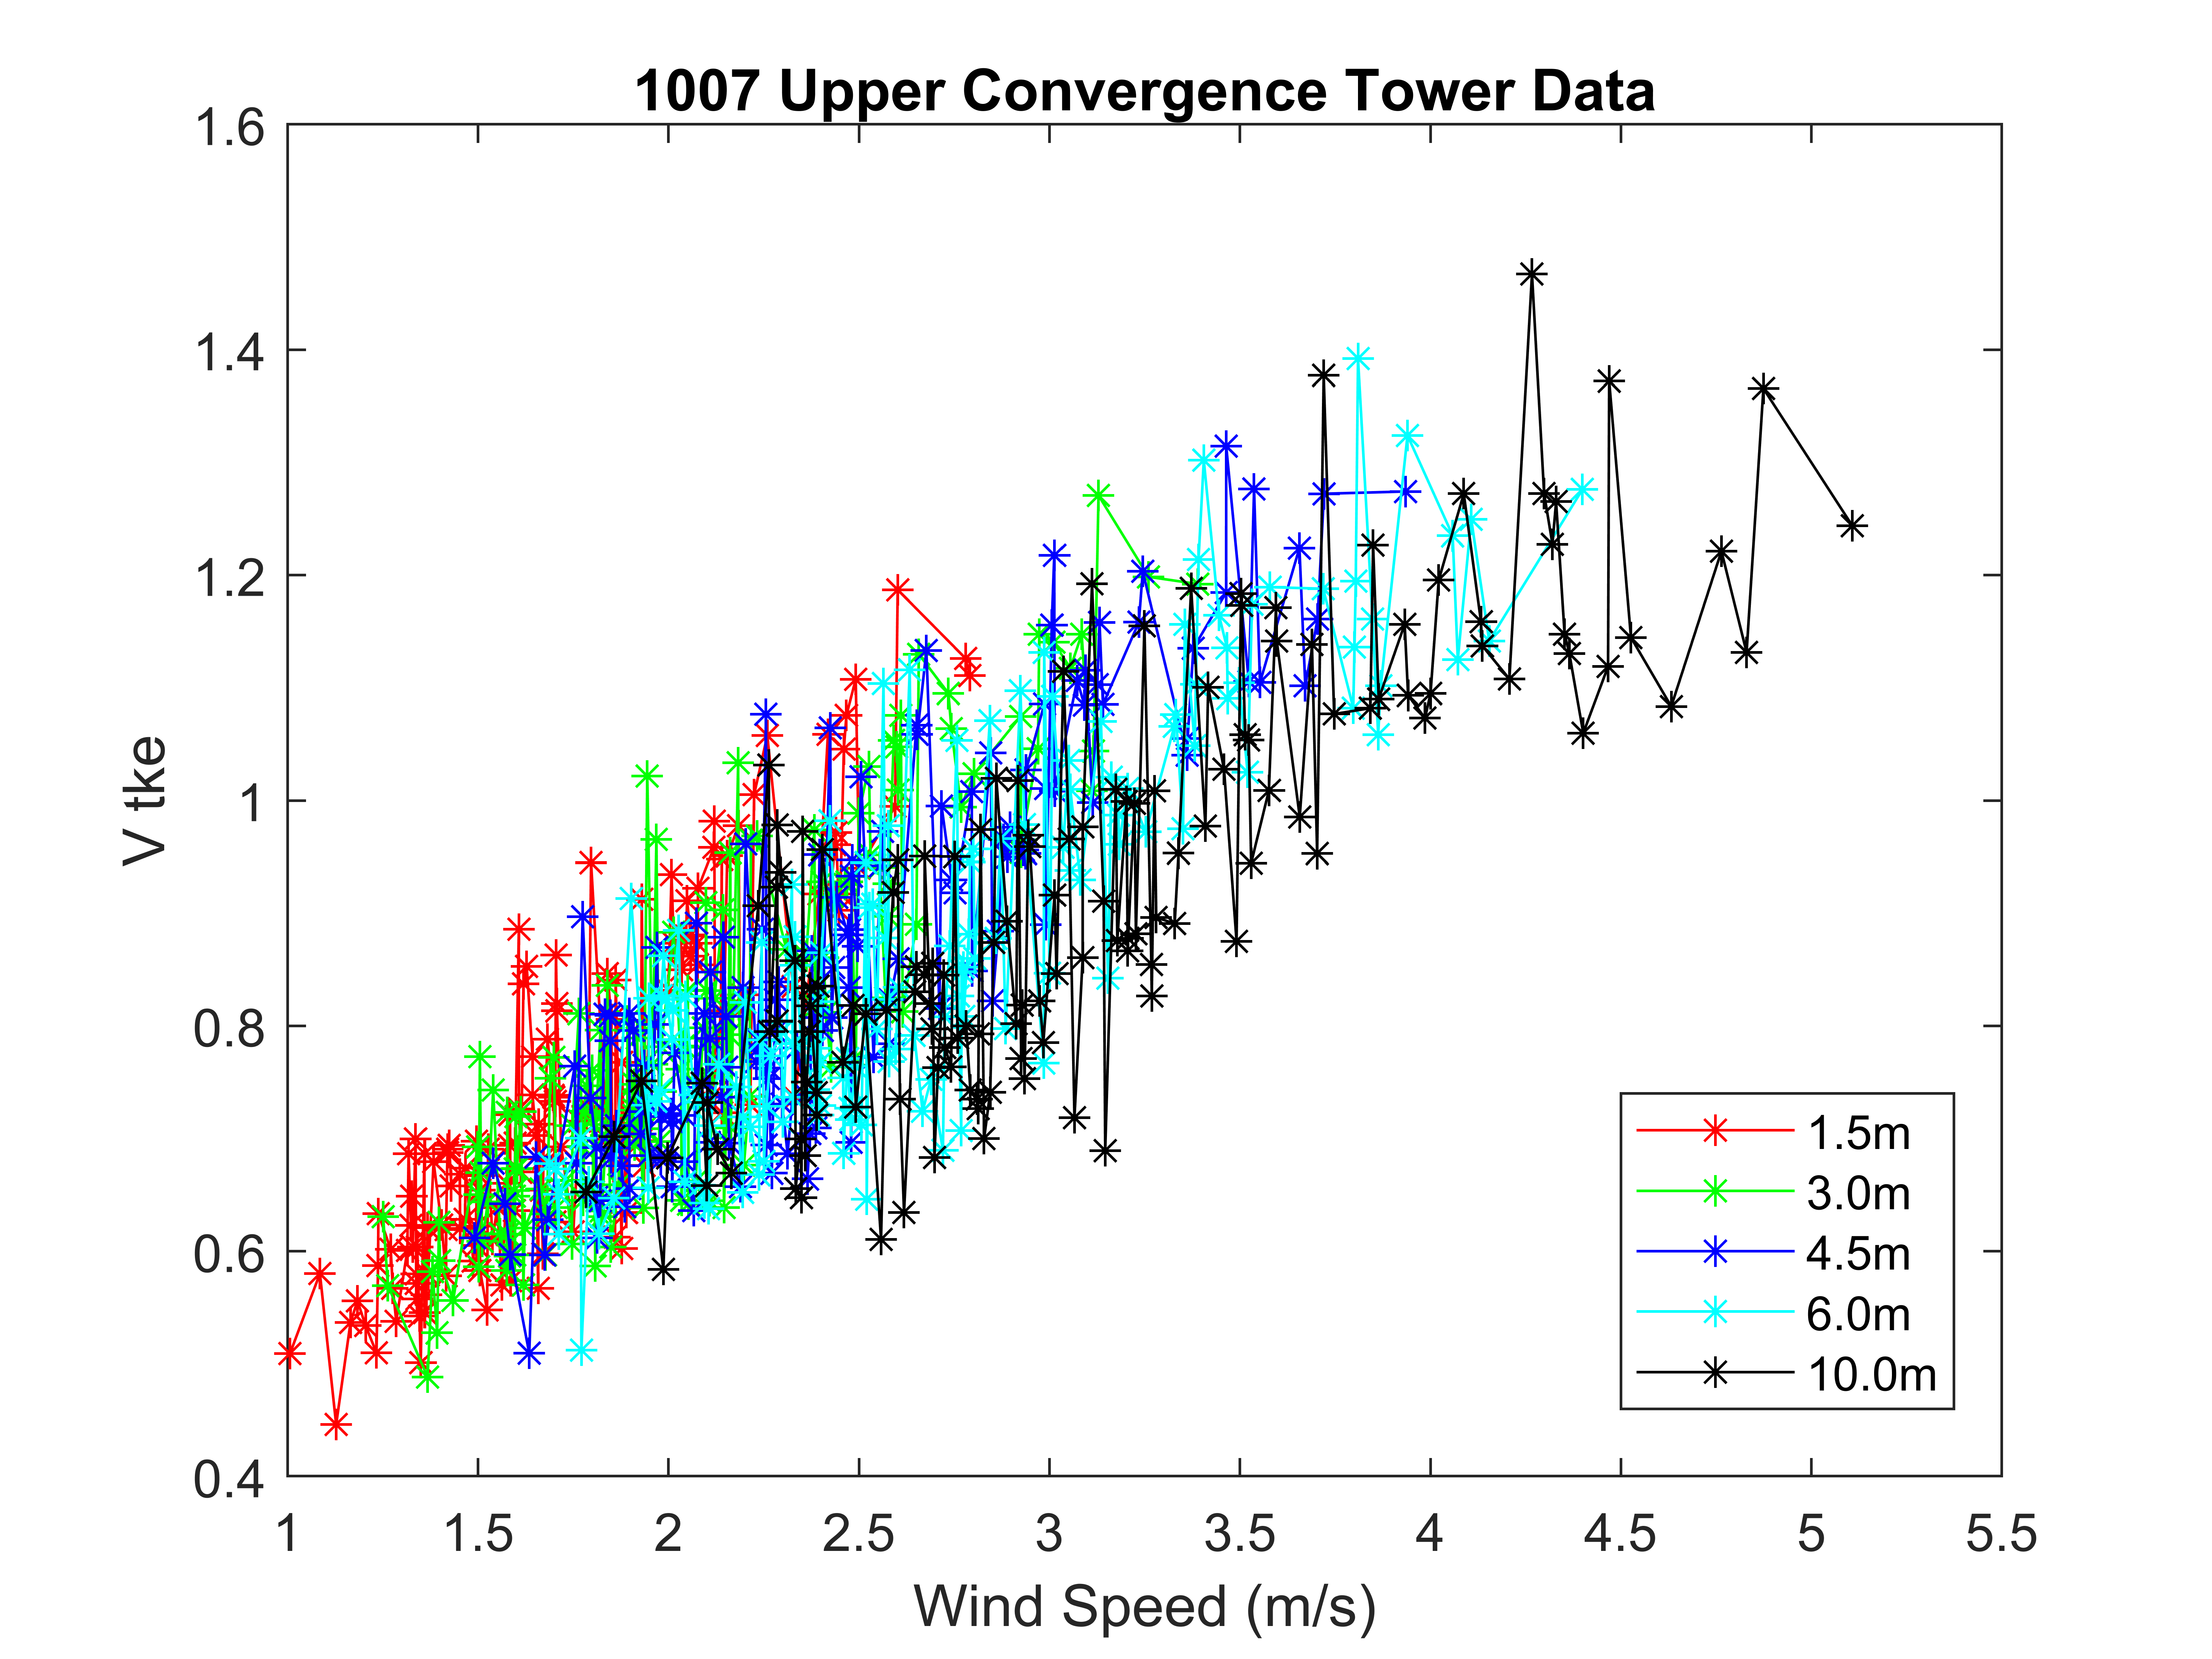 1007 Upper Convergence Tower Data
1.6
1.4
1.2
1
0.8
0.6
0.4
V tke
1.5m
3.0m
4.5m
6.0m
10.0m
1 1.5 2 2.5 3 3.5 4 4.5 5 5.5
Wind Speed (m/s)